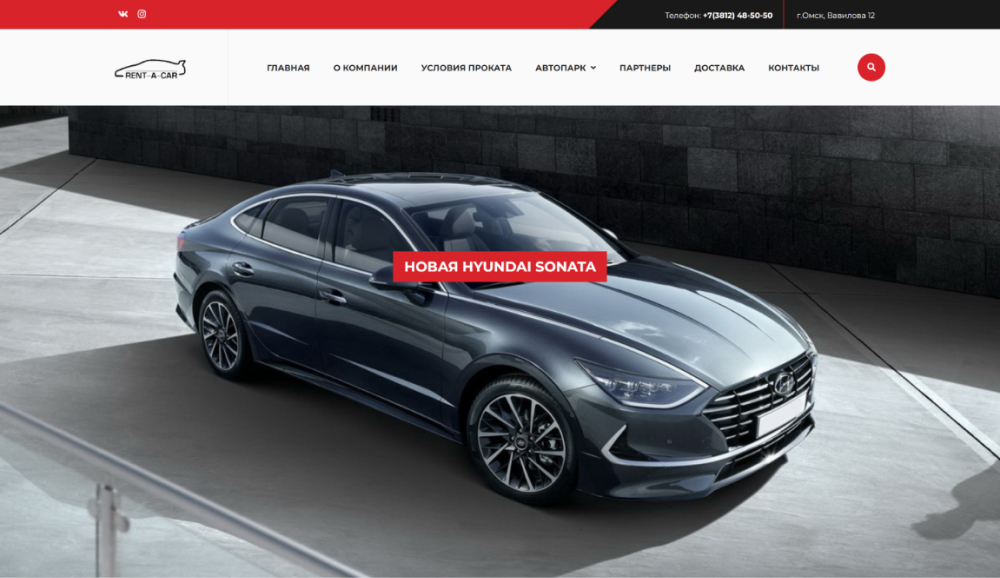 Телефон: +7(3812) 48-50-50
г.Омск, Вавилова 12
RENT-A-CAR
ГЛАВНАЯ
О КОМПАНИИ
УСЛОВИЯ ПРОКАТА
АВТОПАРК
ПАРТНЕРЫ
ДОСТАВКА
КОНТАКТЫ
НОВАЯ HYUNDAI SONATA